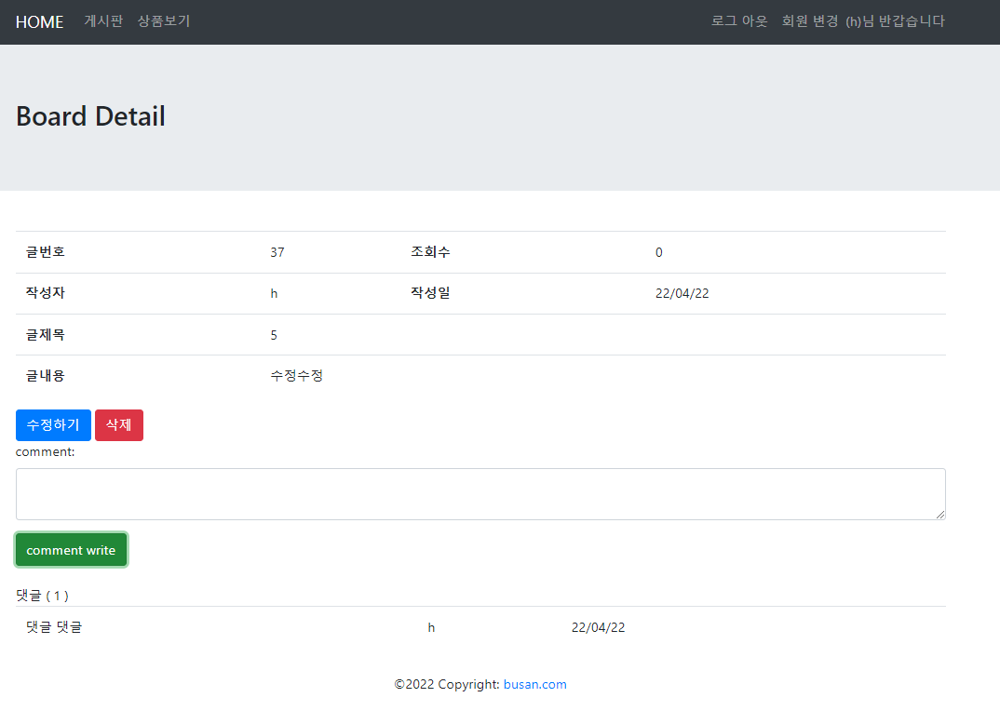 HOME 게시판 상품보기 로그 아웃 회원 변경 (h)님 반갑습니다
Board Detail
글번호 37 조회수 0
작성자 h 작성일 22/04/22
글제목 5
글내용 수정수정
수정하기 삭제
comment:
comment write
댓글 ( 1 )
댓글 댓글 h 22/04/22
©2022 Copyright: busan.com